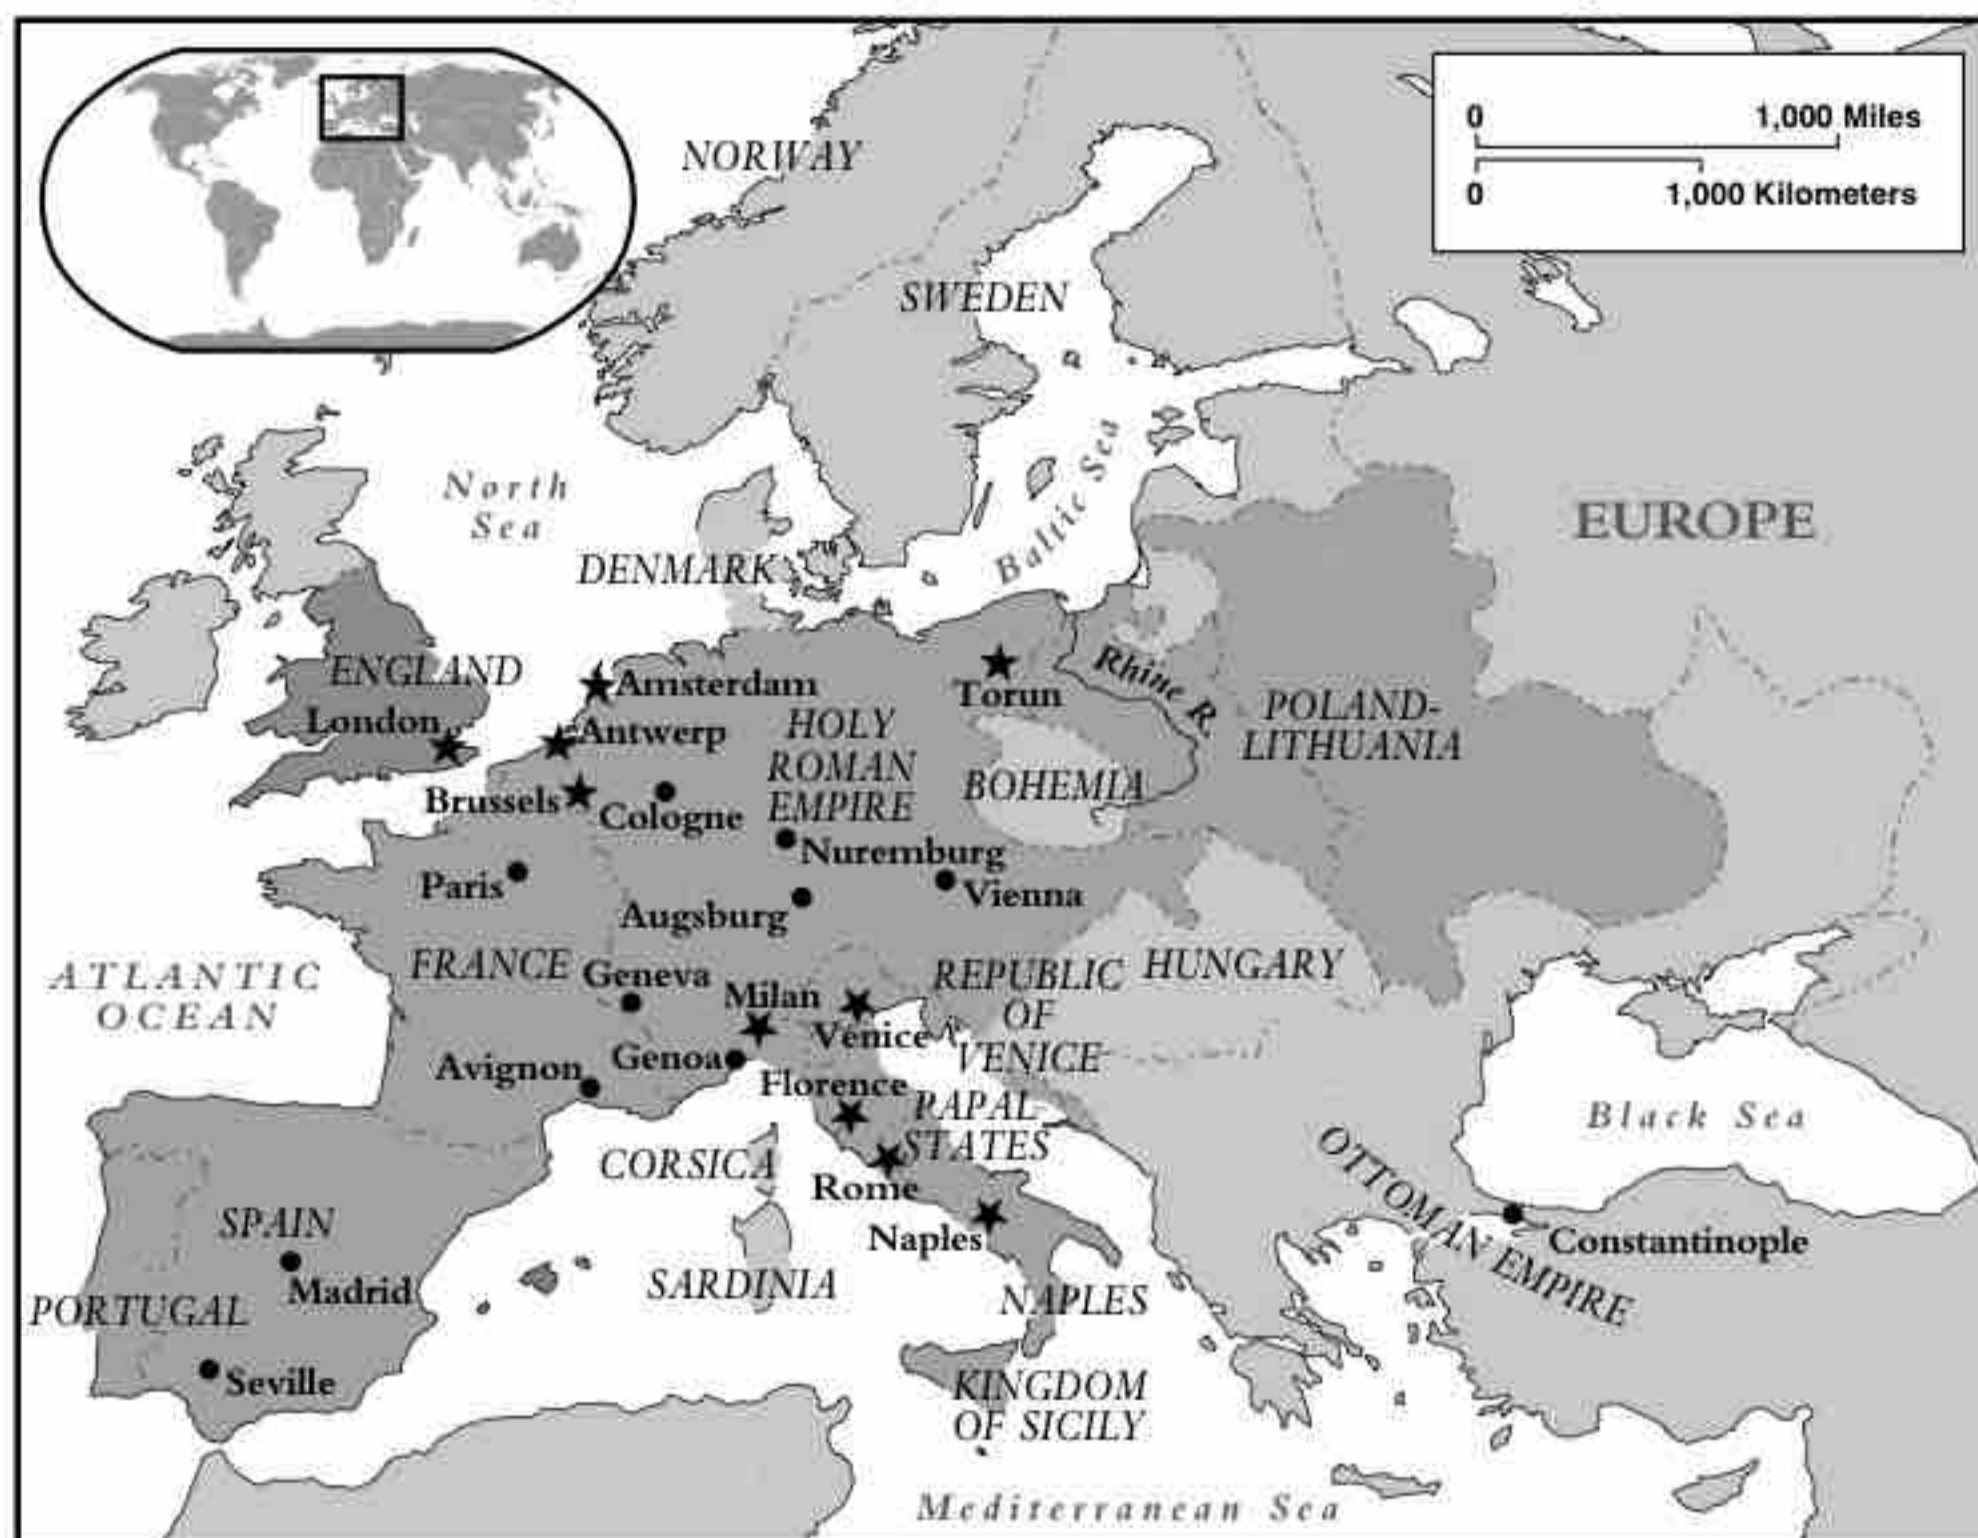 0 1,000 Miles
0 1,000 Kilometers
NORWAY
SWEDEN
North
Sea
Baltic Sea
EUROPE
DENMARK
ENGLAND
London
Amsterdam
Antwerp
HOLY
ROMAN
EMPIRE
Torun
Rhine R.
POLAND-
LITHUANIA
BOHEMIA
Brussels
Cologne
Nuremburg
Paris
Vienna
Augsburg
ATLANTIC
OCEAN
FRANCE
Geneva
Milan
Venice
REPUBLIC
OF
VENICE
HUNGARY
Avignon
Genoa
Florence
PAPAL
STATES
Black Sea
CORSICA
Rome
OTTOMAN EMPIRE
Constantinople
SPAIN
Madrid
Naples
SARDINIA
NAPLES
PORTUGAL
Seville
KINGDOM
OF SICILY
Mediterranean Sea